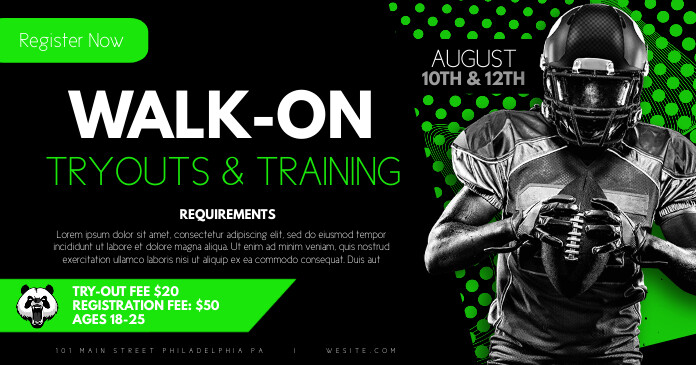 Register Now
AUGUST
10TH & 12TH
WALK-ON
TRYOUTS & TRAINING
REQUIREMENTS
Lorem ipsum dolor sit amet, consectetur adipiscing elit, sed do eiusmod tempor
incididunt ut labore et dolore magna aliqua. Ut enim ad minim veniam, quis nostrud
exercitation ullamco laboris nisi ut aliquip ex ea commodo consequat. Duis aut
TRY-OUT FEE $20
REGISTRATION FEE: $50
AGES 18-25
101 MAIN STREET PHILADELPHIA PA | WESITE.COM